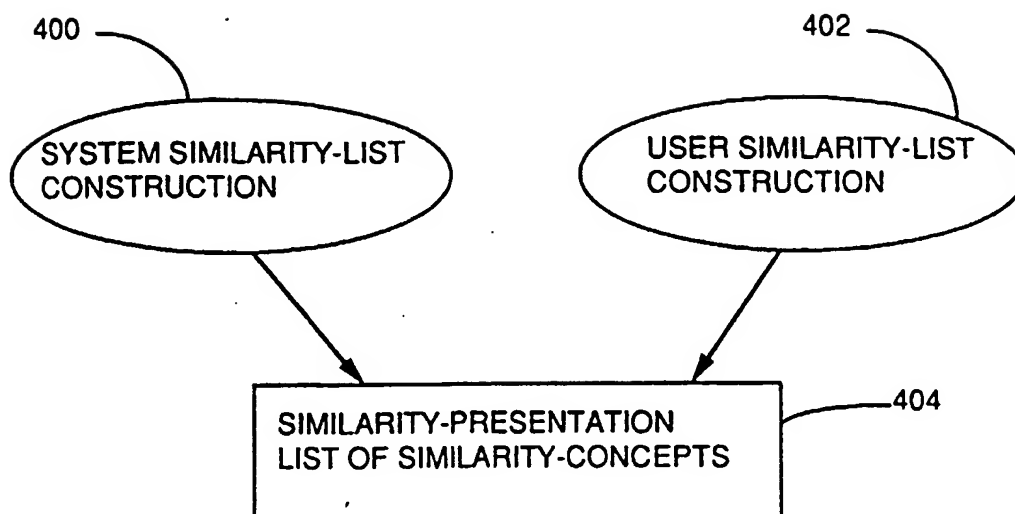 400
402
SYSTEM SIMILARITY-LIST
CONSTRUCTION
USER SIMILARITY-LIST
CONSTRUCTION
404
SIMILARITY-PRESENTATION
LIST OF SIMILARITY-CONCEPTS